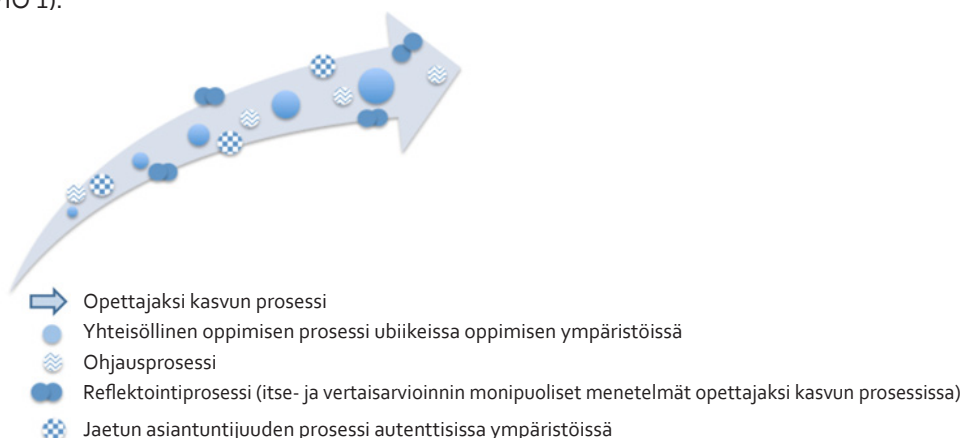 1).
Opettajaksi kasvun prosessi
Yhteisöllinen oppimisen prosessi ubiikeissa oppimisen ympäristöissä
Ohjausprosessi
Reflektointiprosessi (itse- ja vertaisarvioinnin monipuoliset menetelmät opettajaksi kasvun prosessissa)
Jaetun asiantuntijuuden prosessi autenttisissa ympäristöissä